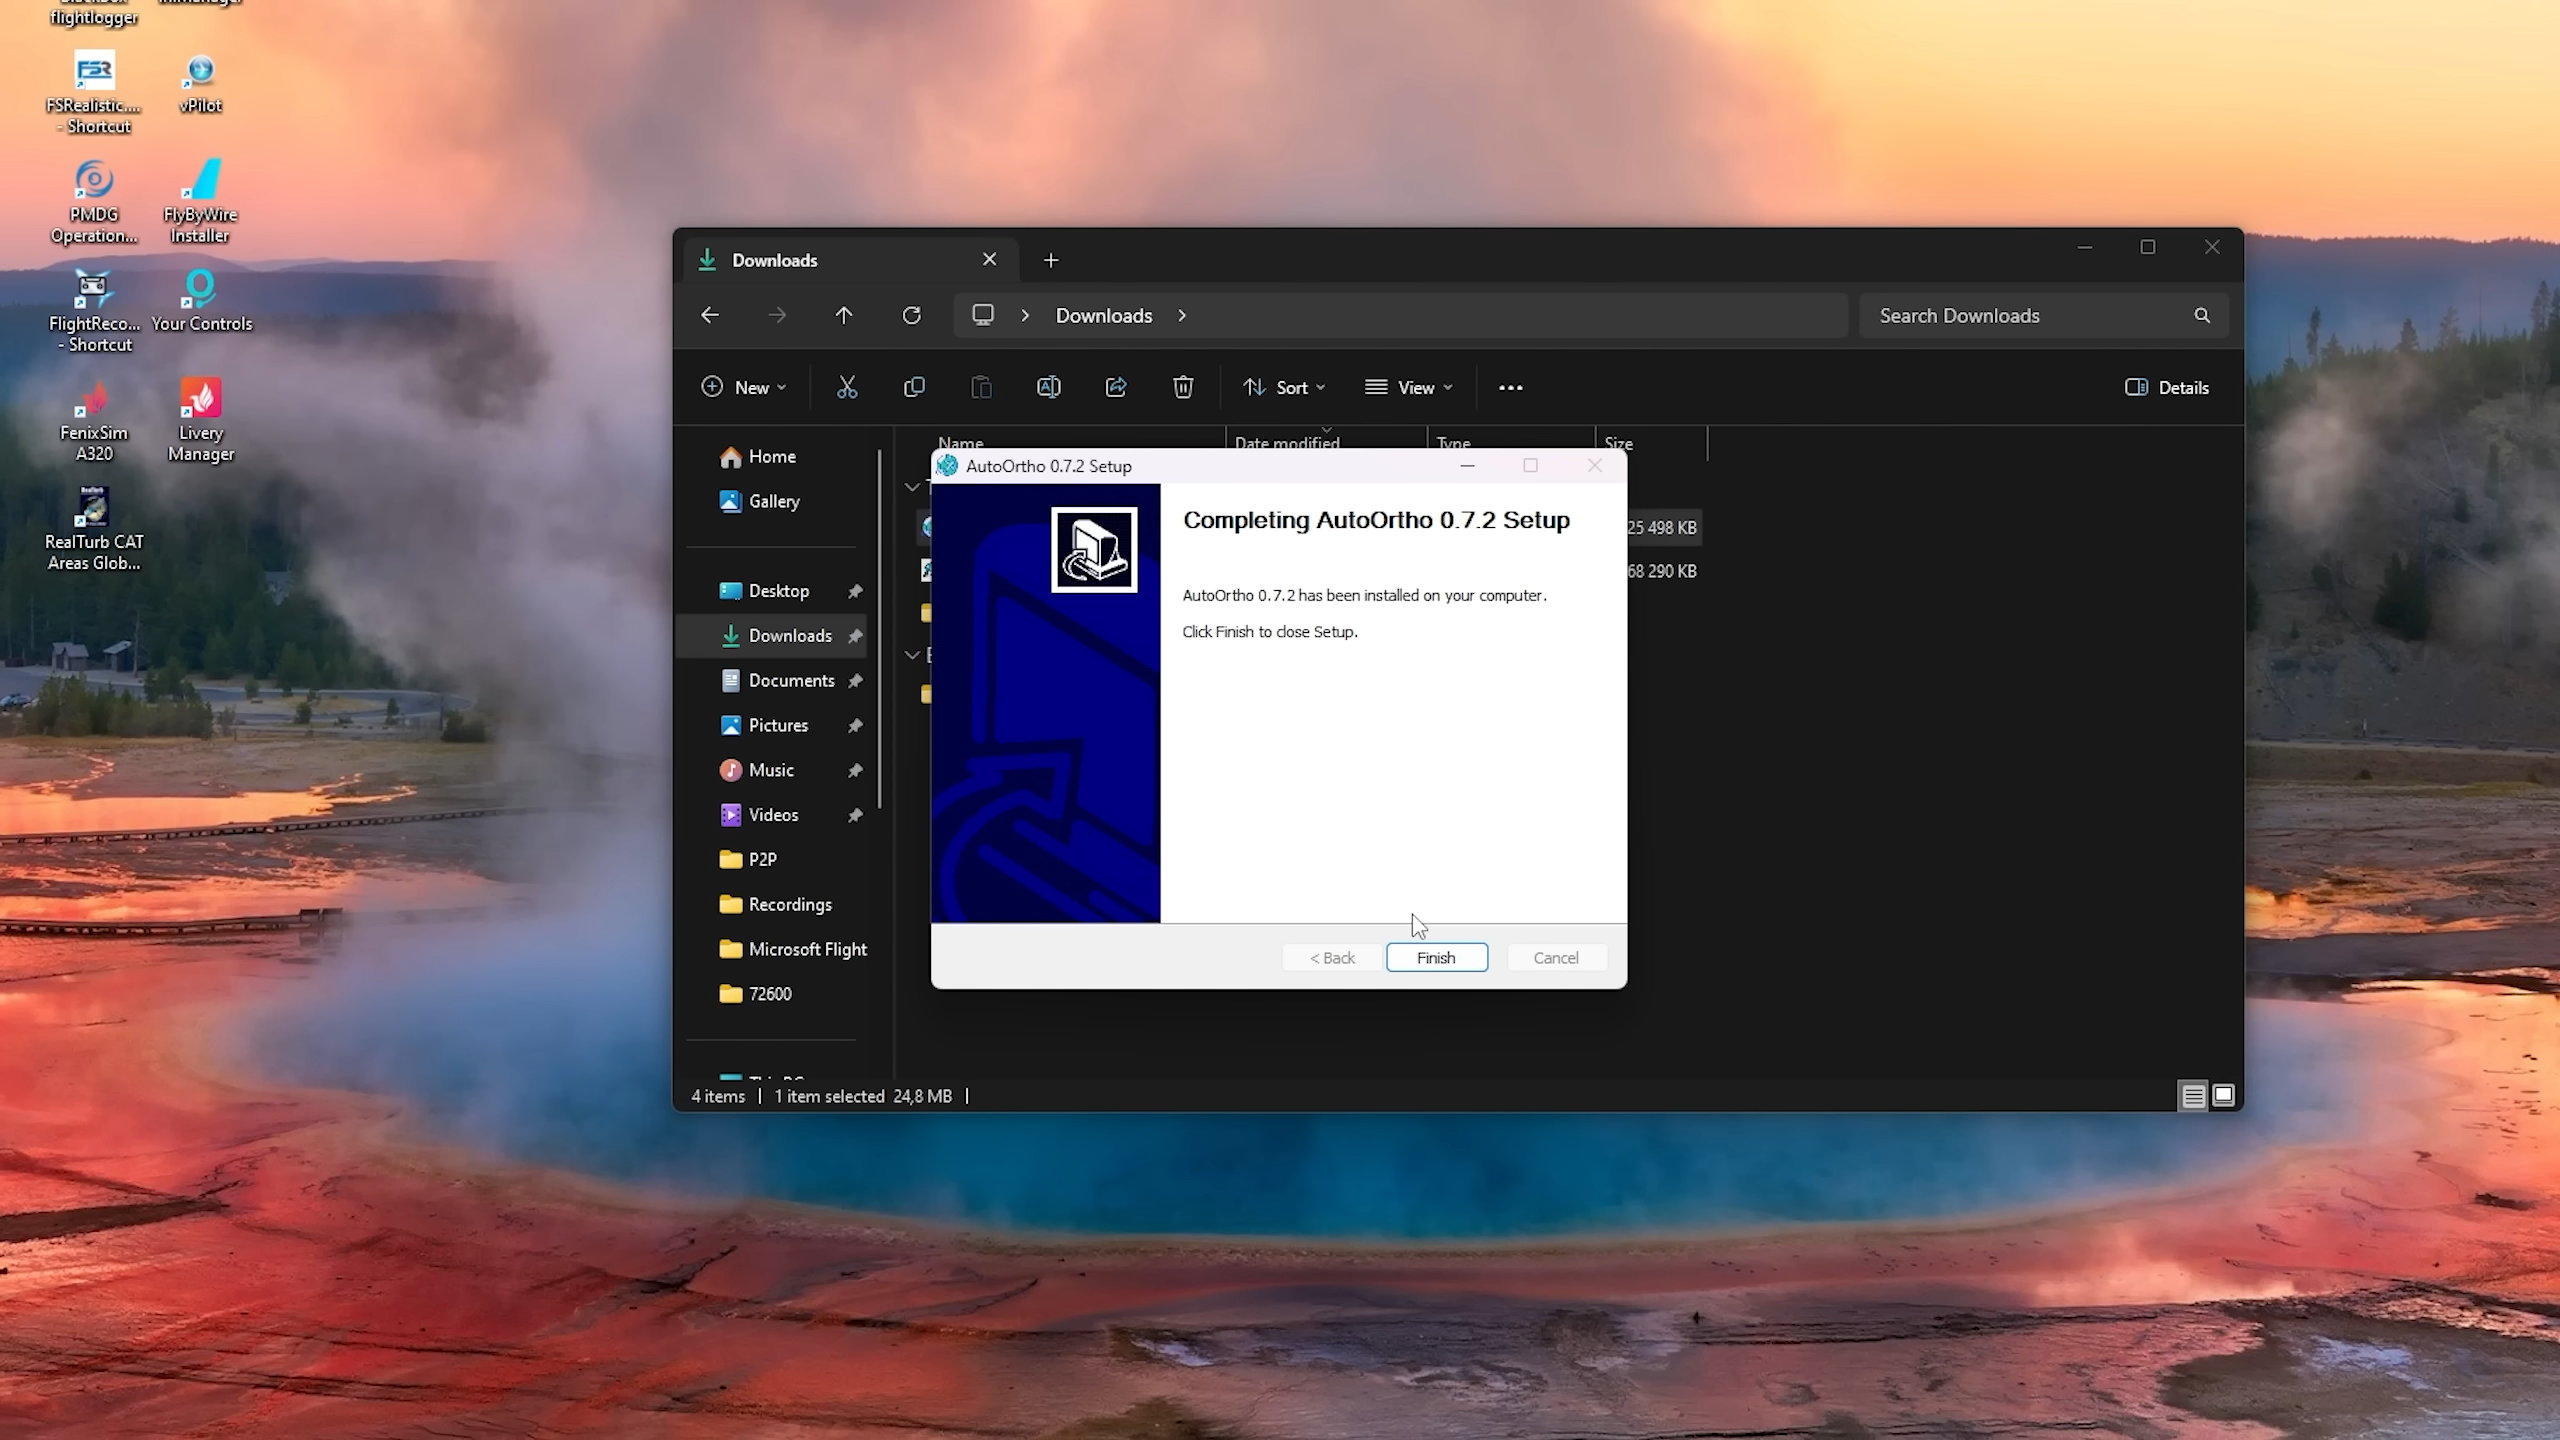 flightlogger
FSRealistic....
- Shortcut
vPilot
PMDG
Operation...
FlyByWire
Installer
FlightReco...
- Shortcut
Your Controls
FenixSim
A320
Livery
Manager
RealTurb CAT
Areas Glob...
Downloads
Downloads
Search Downloads
New
Sort
View
Details
Name
Date modified
Type
Size
Home
Gallery
Desktop
Downloads
Documents
Pictures
Music
Videos
P2P
Recordings
Microsoft Flight
72600
25 498 KB
68 290 KB
AutoOrtho 0.7.2 Setup
Completing AutoOrtho 0.7.2 Setup
AutoOrtho 0.7.2 has been installed on your computer.
Click Finish to close Setup.
< Back
Finish
Cancel
4 items
1 item selected 24,8 MB